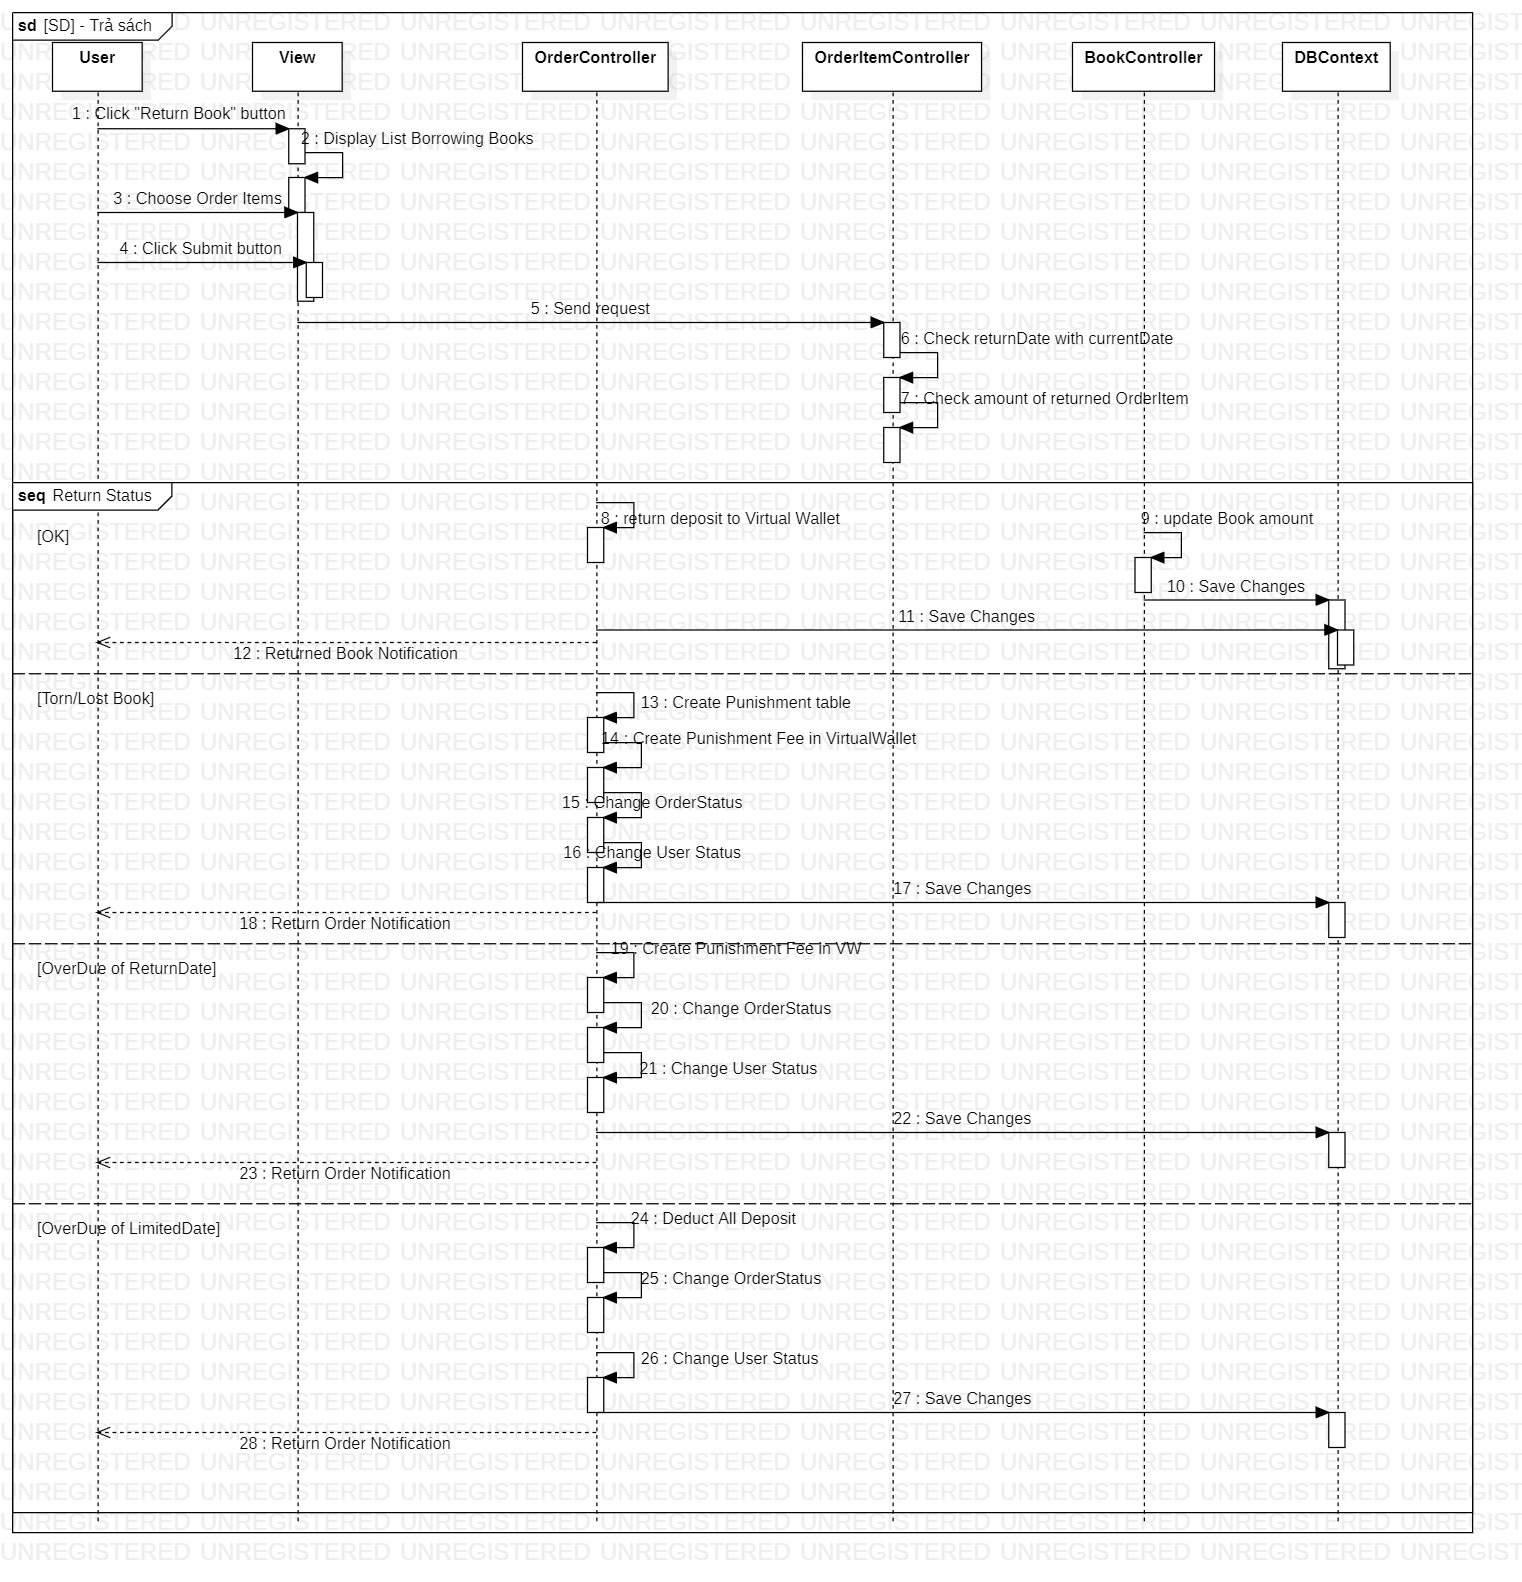 sd [SD] - Trả sách
User
View
OrderController
OrderItemController
BookController
DBContext
1 : Click "Return Book" button
2 : Display List Borrowing Books
3 : Choose Order Items
4 : Click Submit button
5 : Send request
6 : Check returnDate with currentDate
7 : Check amount of returned OrderItem
seq Return Status
[OK]
8 : return deposit to Virtual Wallet
9 : update Book amount
10 : Save Changes
11 : Save Changes
12 : Returned Book Notification
[Torn/Lost Book]
13 : Create Punishment table
14 : Create Punishment Fee in VirtualWallet
15 : Change OrderStatus
16 : Change User Status
17 : Save Changes
18 : Return Order Notification
19 : Create Punishment Fee in VW
[OverDue of ReturnDate]
20 : Change OrderStatus
21 : Change User Status
22 : Save Changes
23 : Return Order Notification
24 : Deduct All Deposit
[OverDue of LimitedDate]
25 : Change OrderStatus
26 : Change User Status
27 : Save Changes
28 : Return Order Notification
UNREGISTERED UNREGISTERED UNREGISTERED UNREGISTERED UNREGISTERED UNREGISTERED UNREGISTERED UNREGIST